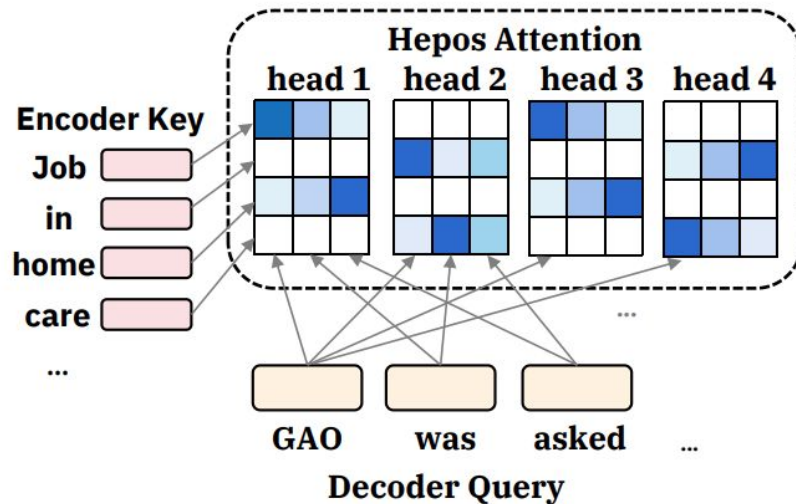 Hepos Attention
head 1 head 2 head 3 head 4
Encoder Key
Job
in
home
care
...
...
GAO was asked ...
Decoder Query